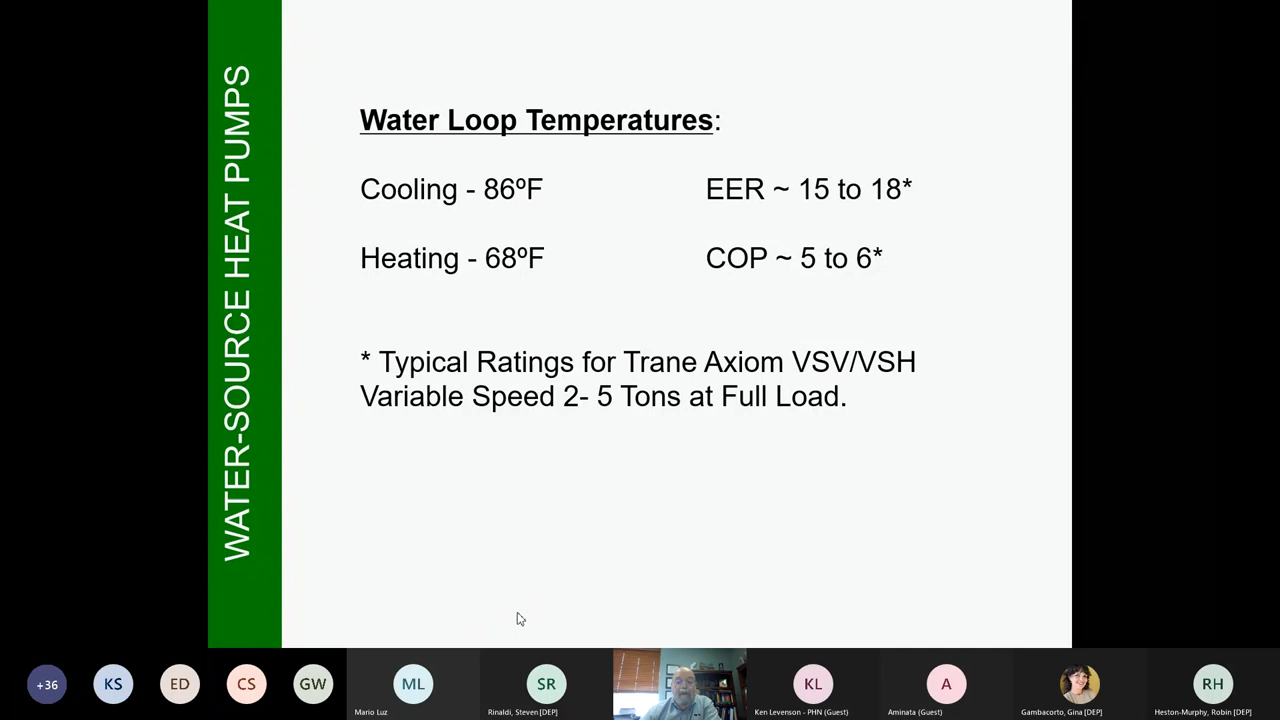 WATER-SOURCE HEAT PUMPS
Water Loop Temperatures:
Cooling - 86ºF EER ~ 15 to 18*
Heating - 68ºF COP ~ 5 to 6*
* Typical Ratings for Trane Axiom VSV/VSH
Variable Speed 2- 5 Tons at Full Load.
+36 KS ED CS GW ML SR KL A RH
Mario Luz Rinaldi, Steven [DEP] Ken Levenson - PHN (Guest) Aminata (Guest) Gambacorto, Gina [DEP] Heston-Murphy, Robin [DEP]